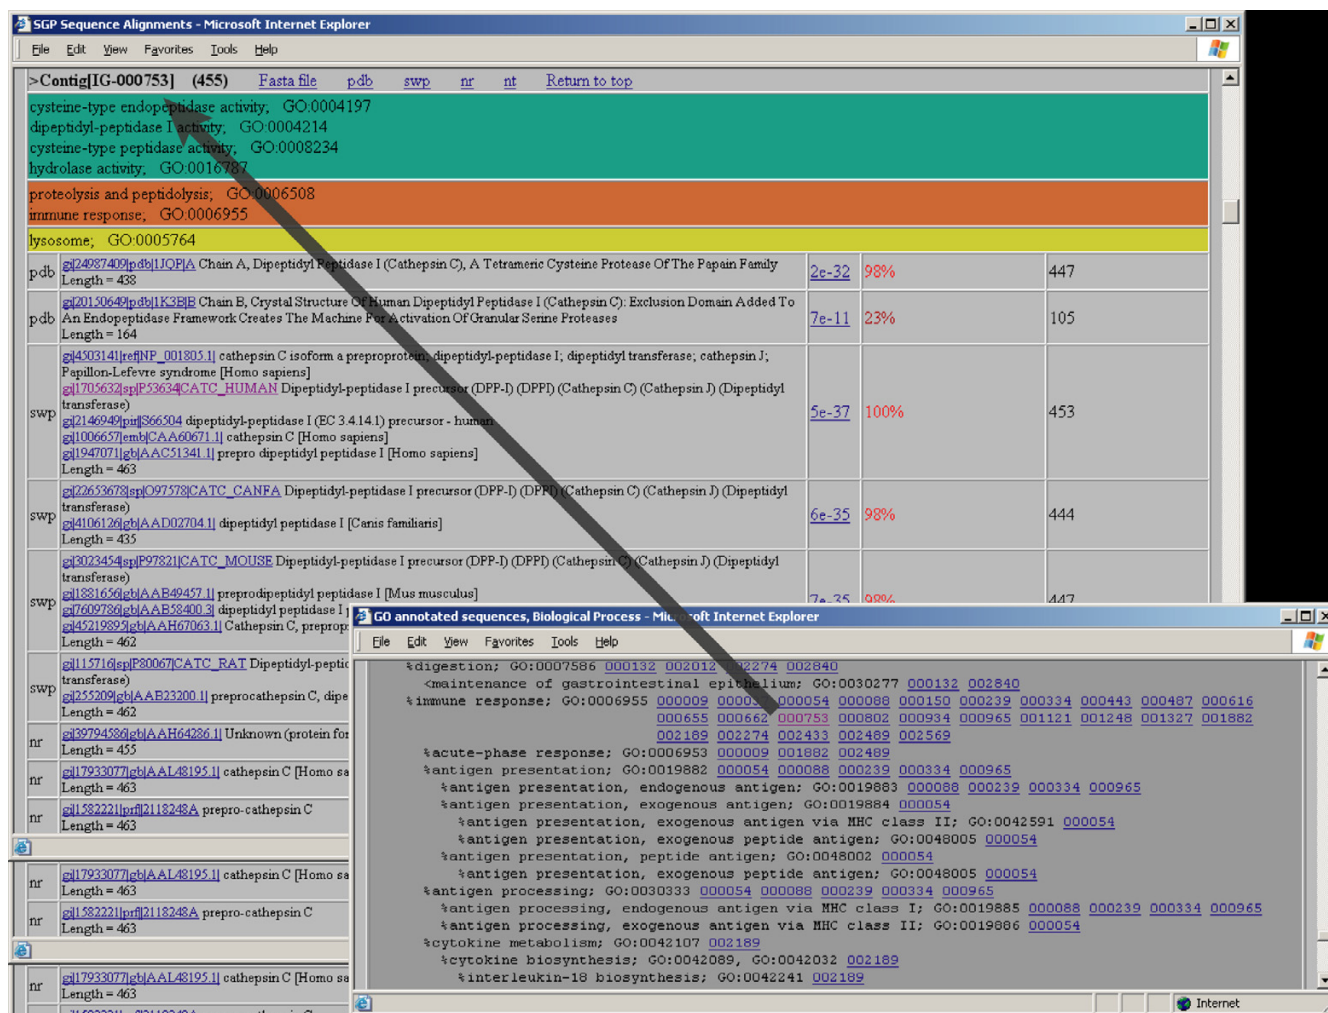 SGP Sequence Alignments - Microsoft Internet Explorer
File Edit View Favorites Tools Help
>Contig[IG-000753] (455) Fasta file pdb swp nr nt Return to top
cysteine-type endopeptidase activity; GO:0004197
dipeptidyl-peptidase I activity; GO:0004214
cysteine-type peptidase activity; GO:0008234
hydrolase activity; GO:0016787
proteolysis and peptidolysis; GO:0006508
immune response; GO:0006955
lysosome; GO:0005764
pdb gi|24987409|pdb|1JQP|A Chain A, Dipeptidyl Peptidase I (Cathepsin C), A Tetrameric Cysteine Protease Of The Papain Family 2e-32 98% 447
Length = 438
gi|20150649|pdb|1K3B|B Chain B, Crystal Structure Of Human Dipeptidyl Peptidase I (Cathepsin C): Exclusion Domain Added To
pdb An Endopeptidase Framework Creates The Machine For Activation Of Granular Serine Proteases 7e-11 23% 105
Length = 164
gi|4503141|ref|NP_001805.1| cathepsin C isoform a preproprotein; dipeptidyl-peptidase I; dipeptidyl transferase; cathepsin J;
Papillon-Lefevre syndrome [Homo sapiens]
gi|1705632|sp|P53634|CATC_HUMAN Dipeptidyl-peptidase I precursor (DPP-I) (DPPI) (Cathepsin C) (Cathepsin J) (Dipeptidyl
transferase)
swp gi|2146949|pir||S66504 dipeptidyl-peptidase I (EC 3.4.14.1) precursor - human 5e-37 100% 453
gi|1006657|emb|CAA60671.1| cathepsin C [Homo sapiens]
gi|1947071|gb|AAC51341.1| prepro dipeptidyl peptidase I [Homo sapiens]
Length = 463
gi|22653678|sp|O97578|CATC_CANFA Dipeptidyl-peptidase I precursor (DPP-I) (DPPI) (Cathepsin C) (Cathepsin J) (Dipeptidyl
transferase)
swp gi|4106126|gb|AAD02704.1| dipeptidyl peptidase I [Canis familiaris] 6e-35 98% 444
Length = 435
gi|3023454|sp|P97821|CATC_MOUSE Dipeptidyl-peptidase I precursor (DPP-I) (DPPI) (Cathepsin C) (Cathepsin J) (Dipeptidyl
transferase)
gi|1881656|gb|AAB49457.1| preprodipeptidyl peptidase I [Mus musculus]
swp gi|7609786|gb|AAB58400.3| dipeptidyl peptidase I 7e-35 98% 447
gi|45219895|gb|AAH67063.1| Cathepsin C, preprop
Length = 462
gi|115716|sp|P80067|CATC_RAT Dipeptidyl-peptic
transferase)
swp gi|255209|gb|AAB23200.1| preprocathepsin C, dipe
Length = 462
nr gi|39794586|gb|AAH64286.1| Unknown (protein for
Length = 455
nr gi|17933077|gb|AAL48195.1| cathepsin C [Homo sa
Length = 463
nr gi|1582221|prf||2118248A prepro-cathepsin C
Length = 463
nr gi|17933077|gb|AAL48195.1| cathepsin C [Homo sa
Length = 463
nr gi|1582221|prf||2118248A prepro-cathepsin C
Length = 463
nr gi|17933077|gb|AAL48195.1| cathepsin C [Homo sa
Length = 463
GO annotated sequences, Biological Process - Microsoft Internet Explorer
File Edit View Favorites Tools Help
%digestion; GO:0007586 000132 002012 002274 002840
<maintenance of gastrointestinal epithelium; GO:0030277 000132 002840
%immune response; GO:0006955 000009 000054 000088 000150 000239 000334 000443 000487 000616
000655 000662 000753 000802 000934 000965 001121 001248 001327 001882
002189 002274 002433 002489 002569
%acute-phase response; GO:0006953 000009 001882 002489
%antigen presentation; GO:0019882 000054 000088 000239 000334 000965
%antigen presentation, endogenous antigen; GO:0019883 000088 000239 000334 000965
%antigen presentation, exogenous antigen; GO:0019884 000054
%antigen presentation, exogenous antigen via MHC class II; GO:0042591 000054
%antigen presentation, exogenous peptide antigen; GO:0048005 000054
%antigen presentation, peptide antigen; GO:0048002 000054
%antigen presentation, exogenous peptide antigen; GO:0048005 000054
%antigen processing; GO:0030333 000054 000088 000239 000334 000965
%antigen processing, endogenous antigen via MHC class I; GO:0019885 000088 000239 000334 000965
%antigen processing, exogenous antigen via MHC class II; GO:0019886 000054
%cytokine metabolism; GO:0042107 002189
%cytokine biosynthesis; GO:0042089, GO:0042032 002189
%interleukin-18 biosynthesis; GO:0042241 002189
Internet